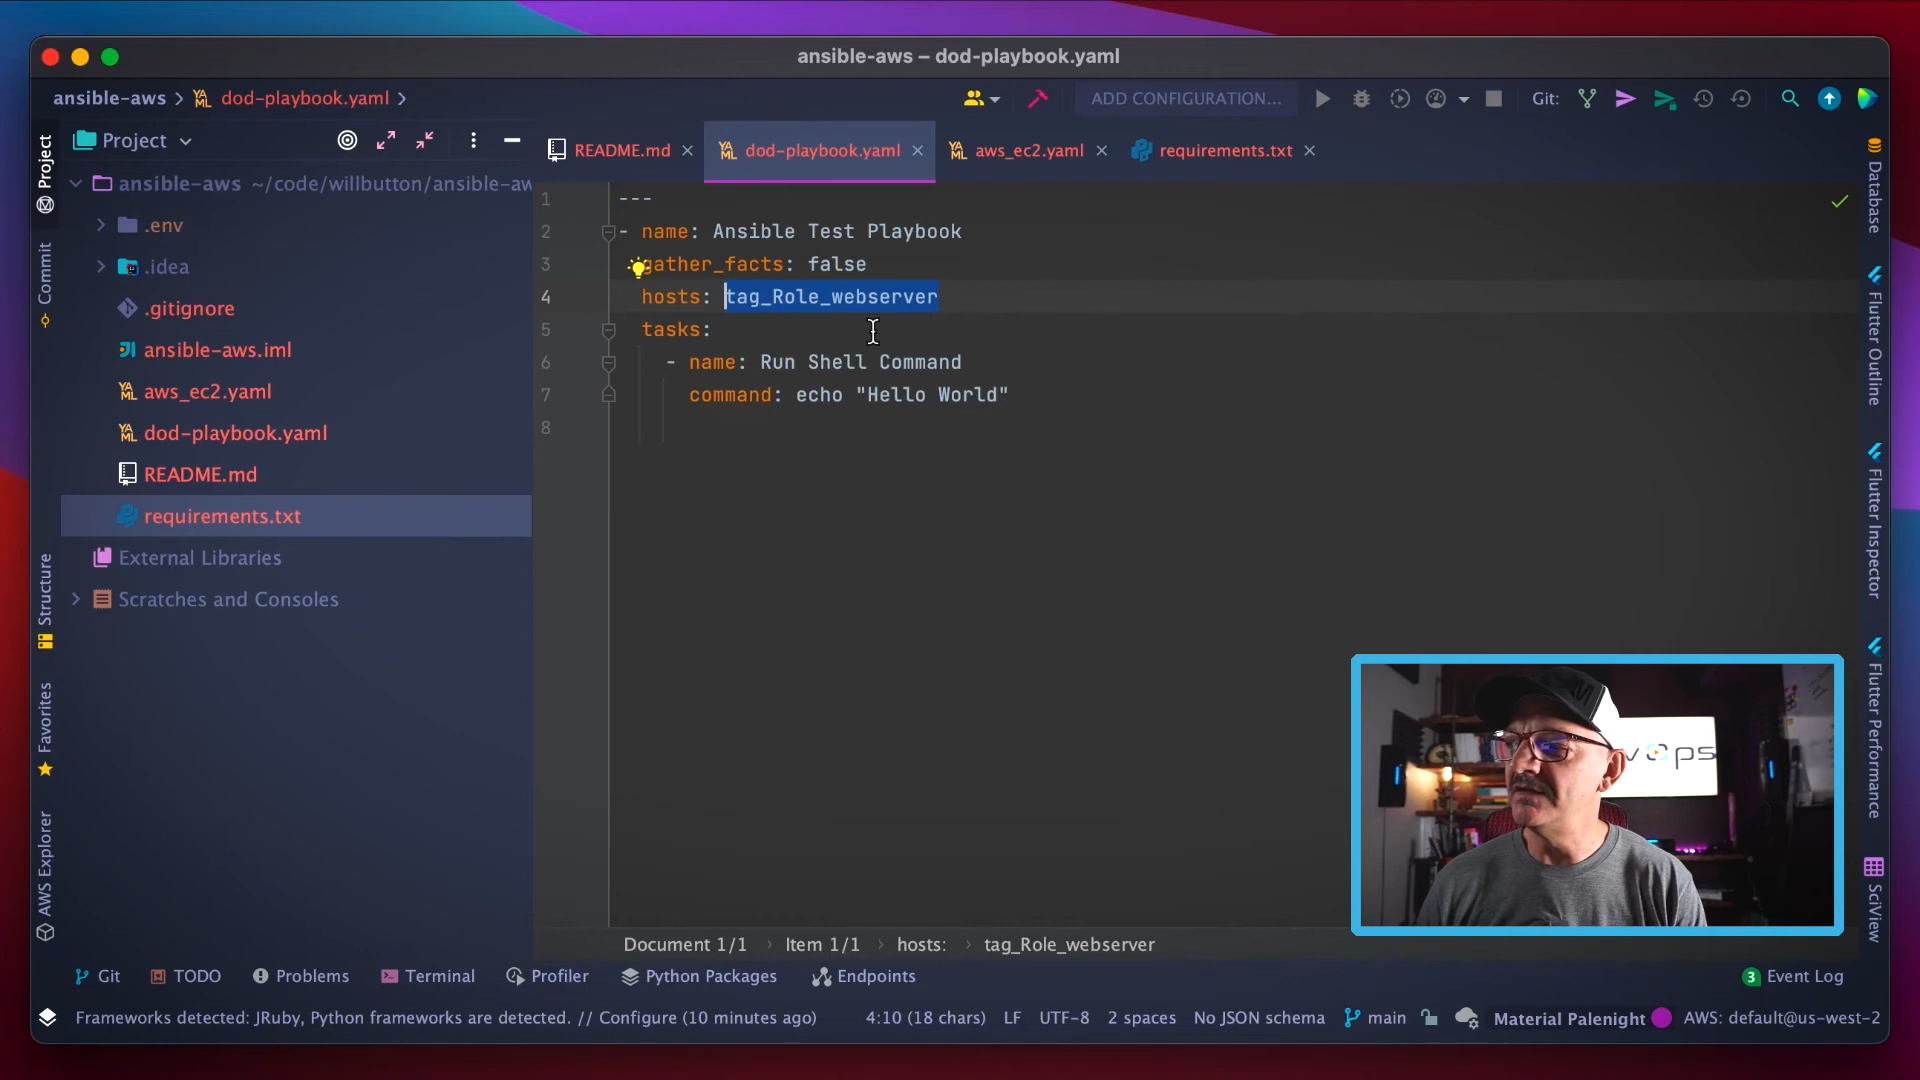 ansible-aws – dod-playbook.yaml
ansible-aws > dod-playbook.yaml >
ADD CONFIGURATION...
Git:
Project
README.md
dod-playbook.yaml
aws_ec2.yaml
requirements.txt
ansible-aws ~/code/willbutton/ansible-aw
.env
.idea
.gitignore
ansible-aws.iml
aws_ec2.yaml
dod-playbook.yaml
README.md
requirements.txt
External Libraries
Scratches and Consoles
Project
Commit
Structure
Favorites
AWS Explorer
1 ---
2 - name: Ansible Test Playbook
3 gather_facts: false
4 hosts: tag_Role_webserver
5 tasks:
6 - name: Run Shell Command
7 command: echo "Hello World"
8
Database
Flutter Outline
Flutter Inspector
Flutter Performance
SciView
vops
Document 1/1 > Item 1/1 > hosts: > tag_Role_webserver
Git TODO Problems Terminal Profiler Python Packages Endpoints 3 Event Log
Frameworks detected: JRuby, Python frameworks are detected. // Configure (10 minutes ago) 4:10 (18 chars) LF UTF-8 2 spaces No JSON schema main Material Palenight AWS: default@us-west-2